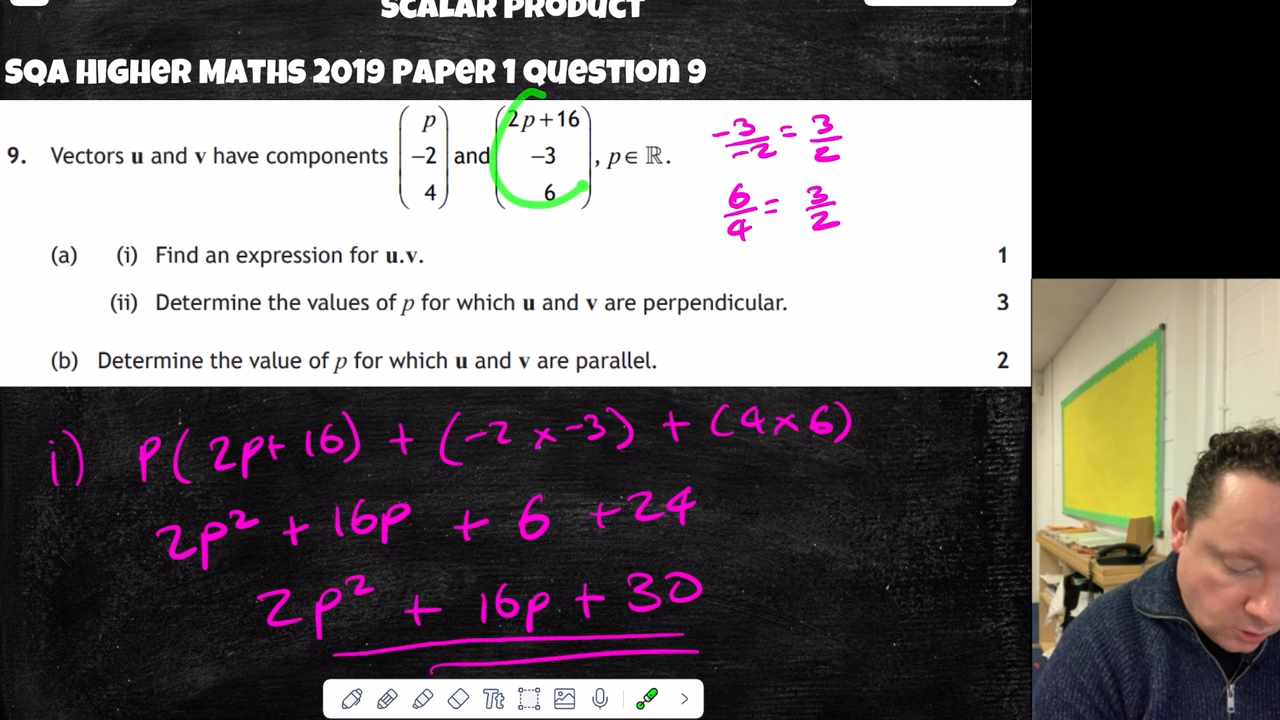 SCALAR PRODUCT
SQA HIGHER MATHS 2019 PAPER 1 QUESTION 9
9. Vectors u and v have components (p −2 4) and (2p+16 −3 6), p∈ℝ.
-3/-2 = 3/2
6/4 = 3/2
(a) (i) Find an expression for u.v. 1
(ii) Determine the values of p for which u and v are perpendicular. 3
(b) Determine the value of p for which u and v are parallel. 2
i) P(2p+16) + (-2 x -3) + (4 x 6)
2p² + 16p + 6 + 24
2p² + 16p + 30
Tt